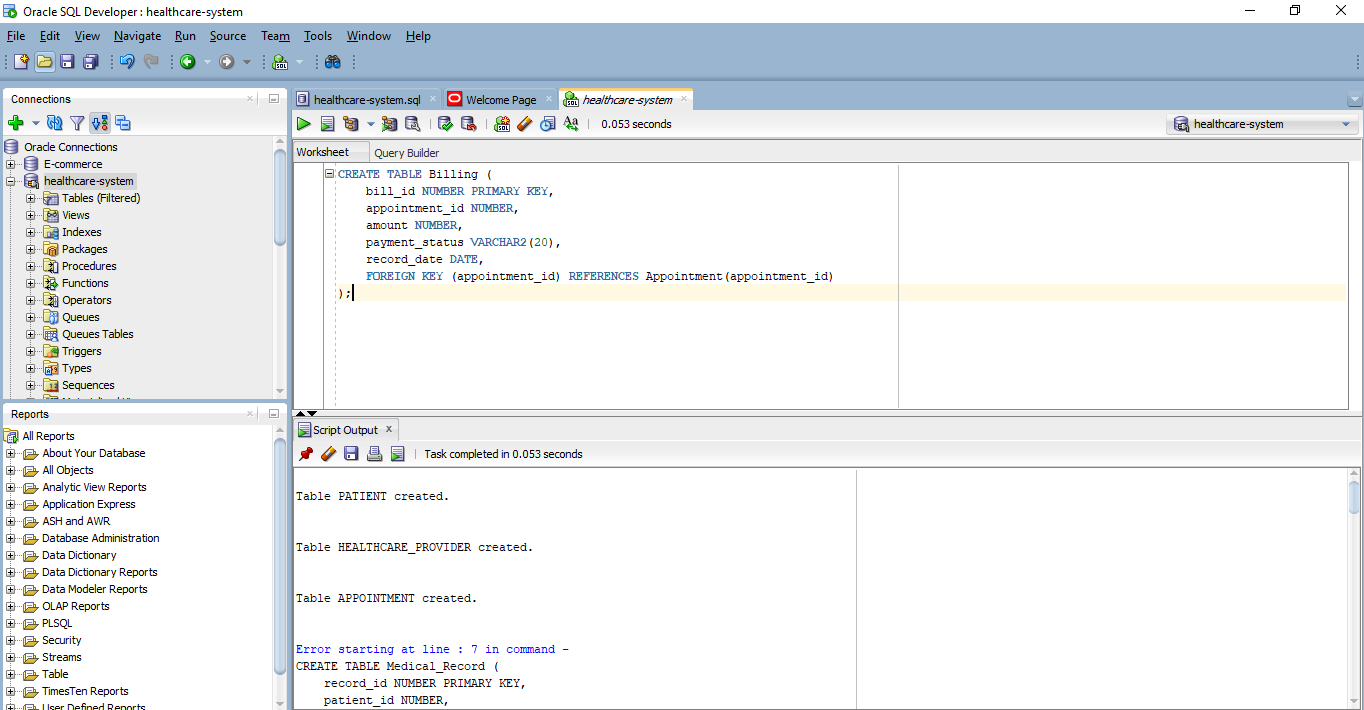 Oracle SQL Developer : healthcare-system
File Edit View Navigate Run Source Team Tools Window Help
Connections
Oracle Connections
E-commerce
healthcare-system
Tables (Filtered)
Views
Indexes
Packages
Procedures
Functions
Operators
Queues
Queues Tables
Triggers
Types
Sequences
Reports
All Reports
About Your Database
All Objects
Analytic View Reports
Application Express
ASH and AWR
Database Administration
Data Dictionary
Data Dictionary Reports
Data Modeler Reports
OLAP Reports
PLSQL
Security
Streams
Table
TimesTen Reports
User Defined Reports
healthcare-system.sql Welcome Page healthcare-system
0.053 seconds healthcare-system
Worksheet Query Builder
CREATE TABLE Billing (
bill_id NUMBER PRIMARY KEY,
appointment_id NUMBER,
amount NUMBER,
payment_status VARCHAR2(20),
record_date DATE,
FOREIGN KEY (appointment_id) REFERENCES Appointment(appointment_id)
);
Script Output
Task completed in 0.053 seconds
Table PATIENT created.
Table HEALTHCARE_PROVIDER created.
Table APPOINTMENT created.
Error starting at line : 7 in command -
CREATE TABLE Medical_Record (
record_id NUMBER PRIMARY KEY,
patient_id NUMBER,